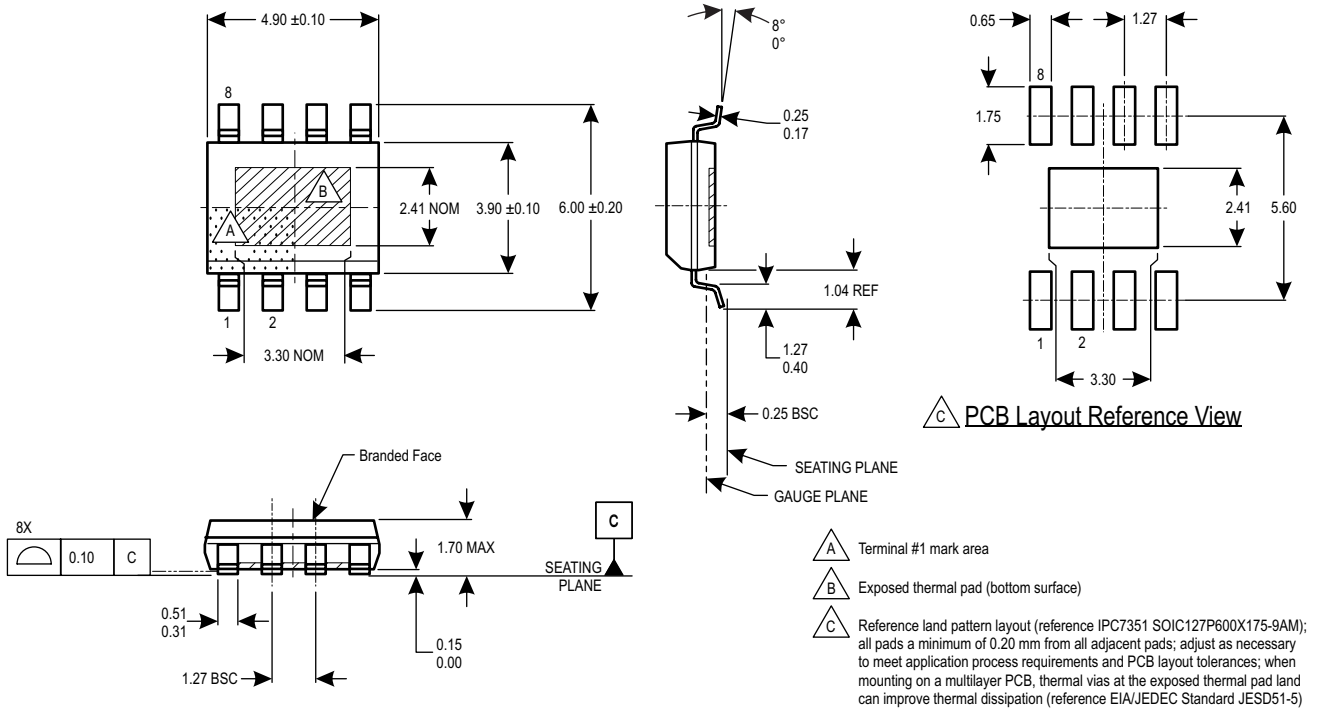 4.90 ±0.10
8
B
A
2.41 NOM
3.90 ±0.10
6.00 ±0.20
1
2
3.30 NOM
8°
0°
0.25
0.17
1.04 REF
1.27
0.40
0.25 BSC
SEATING PLANE
GAUGE PLANE
0.65
1.27
8
1.75
2.41
5.60
1
2
3.30
C PCB Layout Reference View
Branded Face
8X
0.10
C
1.70 MAX
C
SEATING
PLANE
0.51
0.31
0.15
0.00
1.27 BSC
A Terminal #1 mark area
B Exposed thermal pad (bottom surface)
C Reference land pattern layout (reference IPC7351 SOIC127P600X175-9AM);
all pads a minimum of 0.20 mm from all adjacent pads; adjust as necessary
to meet application process requirements and PCB layout tolerances; when
mounting on a multilayer PCB, thermal vias at the exposed thermal pad land
can improve thermal dissipation (reference EIA/JEDEC Standard JESD51-5)